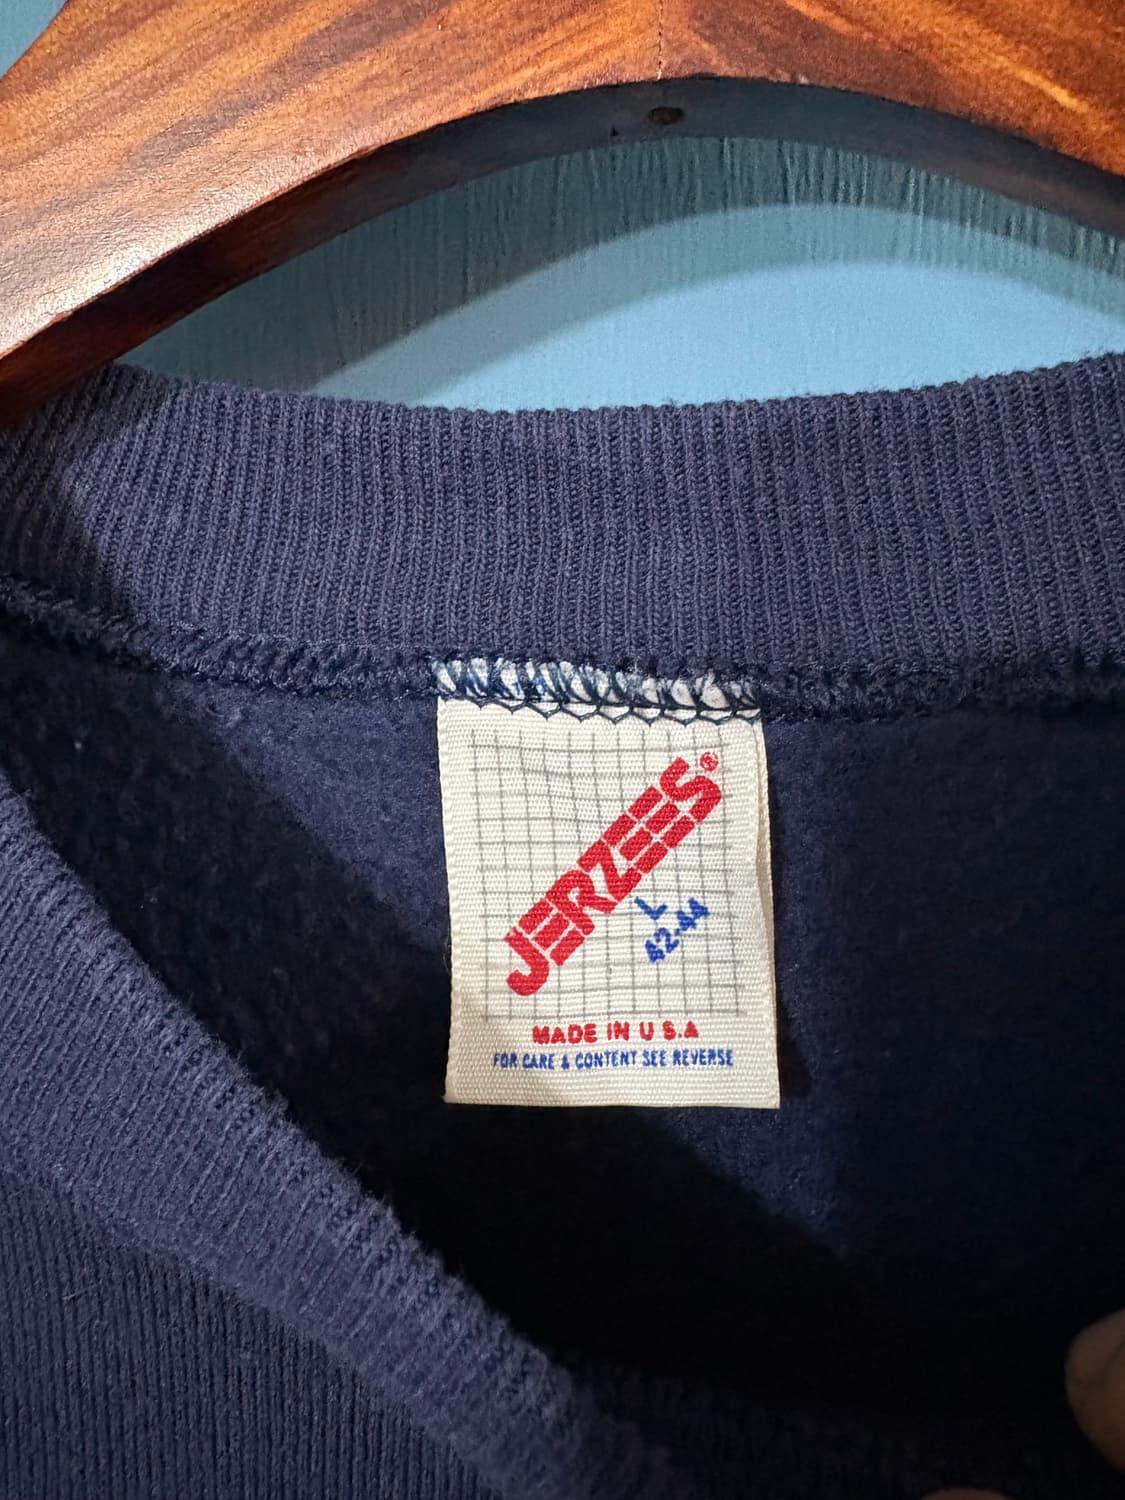 JERZEES®
L
42-44
MADE IN U S.A
FOR CARE & CONTENT SEE REVERSE